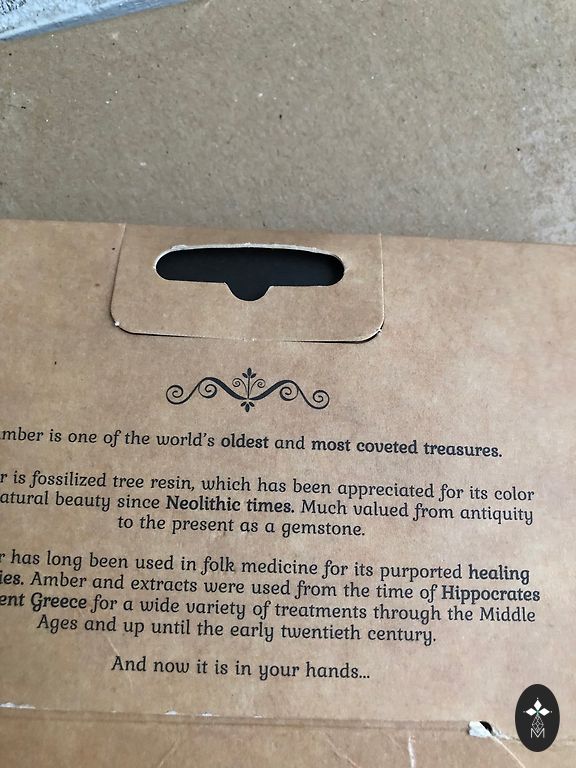 mber is one of the world's oldest and most coveted treasures.
r is fossilized tree resin, which has been appreciated for its color
atural beauty since Neolithic times. Much valued from antiquity
to the present as a gemstone.
r has long been used in folk medicine for its purported healing
ies. Amber and extracts were used from the time of Hippocrates
ent Greece for a wide variety of treatments through the Middle
Ages and up until the early twentieth century.
And now it is in your hands...
M